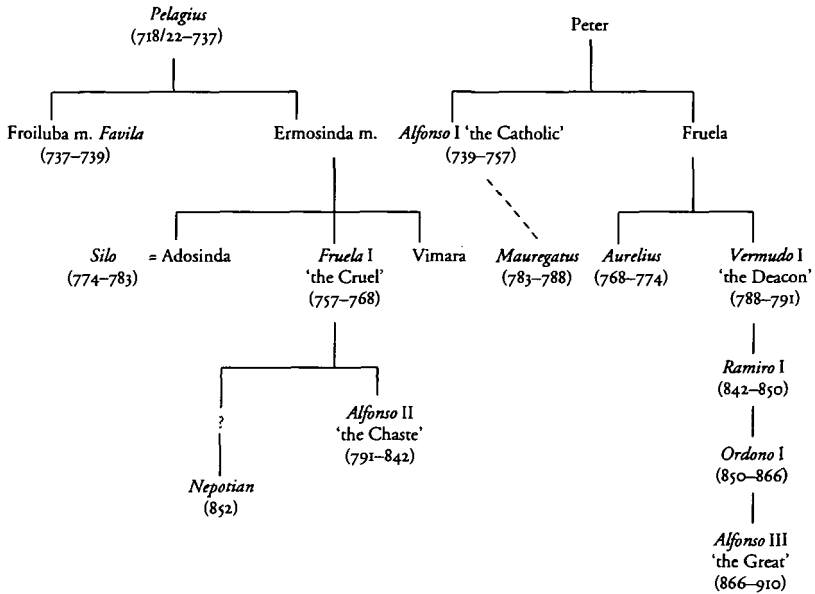 Pelagius
(718/22–737)
Peter
Froiluba m. Favila
(737–739)
Ermosinda m.
Alfonso I 'the Catholic'
(739–757)
Fruela
Silo
(774–783)
= Adosinda
Fruela I
'the Cruel'
(757–768)
Vimara
Mauregatus
(783–788)
Aurelius
(768–774)
Vermudo I
'the Deacon'
(788–791)
Ramiro I
(842–850)
?
Alfonso II
'the Chaste'
(791–842)
Ordono I
(850–866)
Nepotian
(852)
Alfonso III
'the Great'
(866–910)